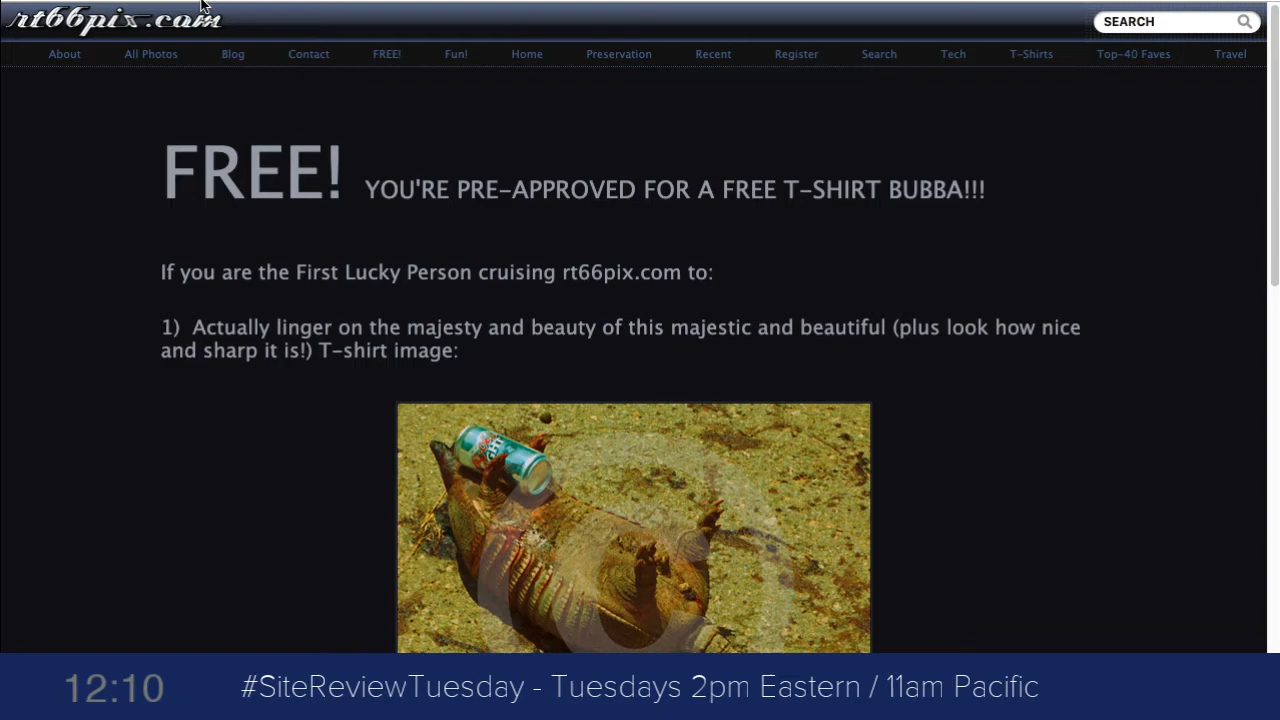 rt66pix.com
SEARCH
About All Photos Blog Contact FREE! Fun! Home Preservation Recent Register Search Tech T-Shirts Top-40 Faves Travel
FREE! YOU'RE PRE-APPROVED FOR A FREE T-SHIRT BUBBA!!!
If you are the First Lucky Person cruising rt66pix.com to:
1) Actually linger on the majesty and beauty of this majestic and beautiful (plus look how nice
and sharp it is!) T-shirt image:
12:10
#SiteReviewTuesday - Tuesdays 2pm Eastern / 11am Pacific